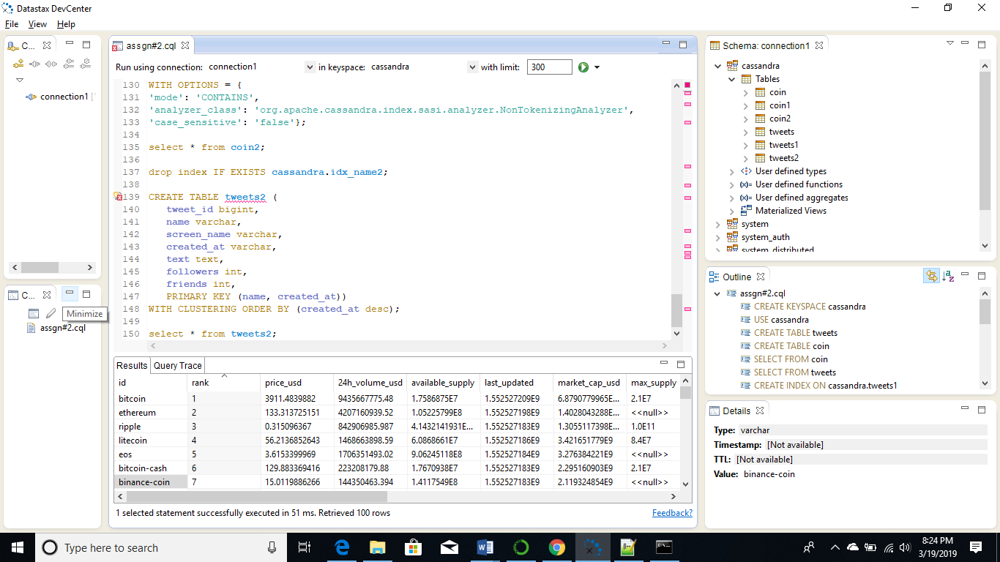 Datastax DevCenter
File View Help
C...
connection1
C...
Minimize
assgn#2.cql
assgn#2.cql
Run using connection: connection1 in keyspace: cassandra with limit: 300
130 WITH OPTIONS = {
131 'mode': 'CONTAINS',
132 'analyzer_class': 'org.apache.cassandra.index.sasi.analyzer.NonTokenizingAnalyzer',
133 'case_sensitive': 'false'};
134
135 select * from coin2;
136
137 drop index IF EXISTS cassandra.idx_name2;
138
139 CREATE TABLE tweets2 (
140 tweet_id bigint,
141 name varchar,
142 screen_name varchar,
143 created_at varchar,
144 text text,
145 followers int,
146 friends int,
147 PRIMARY KEY (name, created_at))
148 WITH CLUSTERING ORDER BY (created_at desc);
149
150 select * from tweets2;
Results Query Trace
id rank price_usd 24h_volume_usd available_supply last_updated market_cap_usd max_supply
bitcoin 1 3911.4839882 9435667775.48 1.7586875E7 1.552527209E9 6.8790779965E... 2.1E7
ethereum 2 133.313725151 4207160939.52 1.05225799E8 1.552527198E9 1.4028043288E... <<null>>
ripple 3 0.315096367 842906985.987 4.1432141931E... 1.552527183E9 1.3055117398E... 1.0E11
litecoin 4 56.2136852643 1468663898.59 6.0868661E7 1.552527186E9 3.421651779E9 8.4E7
eos 5 3.6153399969 1706351493.02 9.06245118E8 1.552527187E9 3.276384221E9 <<null>>
bitcoin-cash 6 129.883369416 223208179.88 1.7670938E7 1.552527184E9 2.295160903E9 2.1E7
binance-coin 7 15.0119886266 144350463.394 1.4117549E8 1.552527183E9 2.119324854E9 <<null>>
1 selected statement successfully executed in 51 ms. Retrieved 100 rows
Feedback?
Schema: connection1
cassandra
Tables
coin
coin1
coin2
tweets
tweets1
tweets2
User defined types
User defined functions
User defined aggregates
Materialized Views
system
system_auth
system_distributed
Outline
assgn#2.cql
CREATE KEYSPACE cassandra
USE cassandra
CREATE TABLE tweets
CREATE TABLE coin
SELECT FROM coin
SELECT FROM tweets
CREATE INDEX ON cassandra.tweets1
Details
Type: varchar
Timestamp: [Not available]
TTL: [Not available]
Value: binance-coin
Type here to search
8:24 PM
3/19/2019